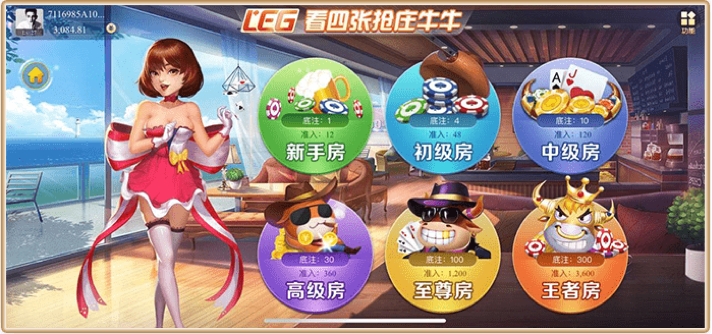 7116985A10...
3,084.81
LEG 看四张抢庄牛牛
功能
底注：1
准入：12
新手房
底注：4
准入：48
初级房
底注：10
准入：120
中级房
A J
底注：30
准入：360
高级房
底注：100
准入：1,200
至尊房
底注：300
准入：3,600
王者房